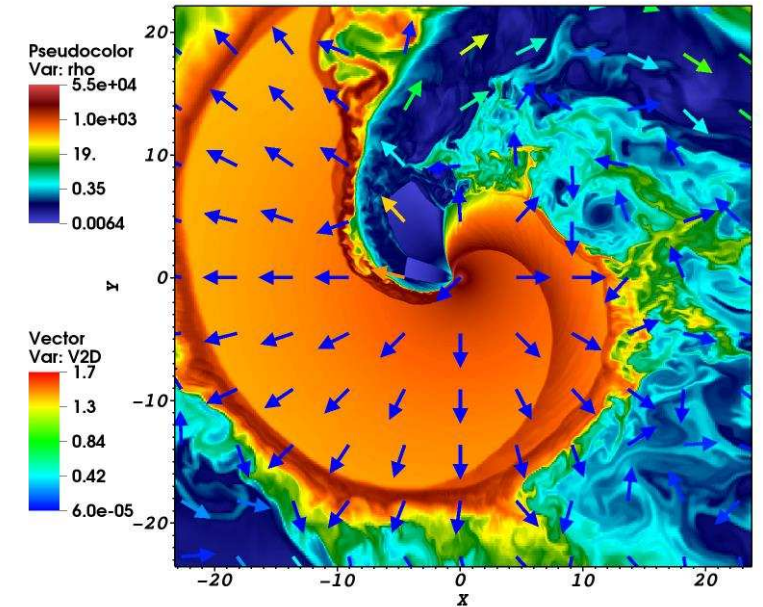 Pseudocolor
Var: rho
5.5e+04
1.0e+03
19.
0.35
0.0064
Vector
Var: V2D
1.7
1.3
0.84
0.42
6.0e-05
Y
20
10
0
-10
-20
-20 -10 0 10 20
X